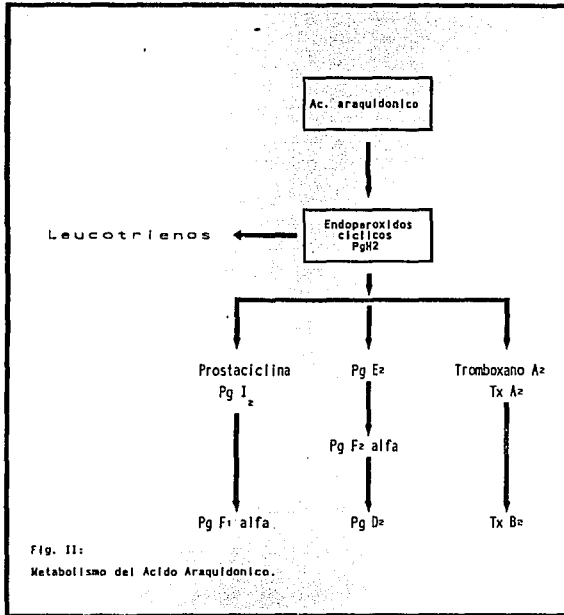 Ac. araquidonico
Endoperoxidos
ciclicos
PgH2
Leucotrienos
Prostaciclina
Pg I2
Pg E2
Tromboxano A2
Tx A2
Pg F2 alfa
Pg F1 alfa
Pg D2
Tx B2
Fig. II:
Metabolismo del Acido Araquidonico.